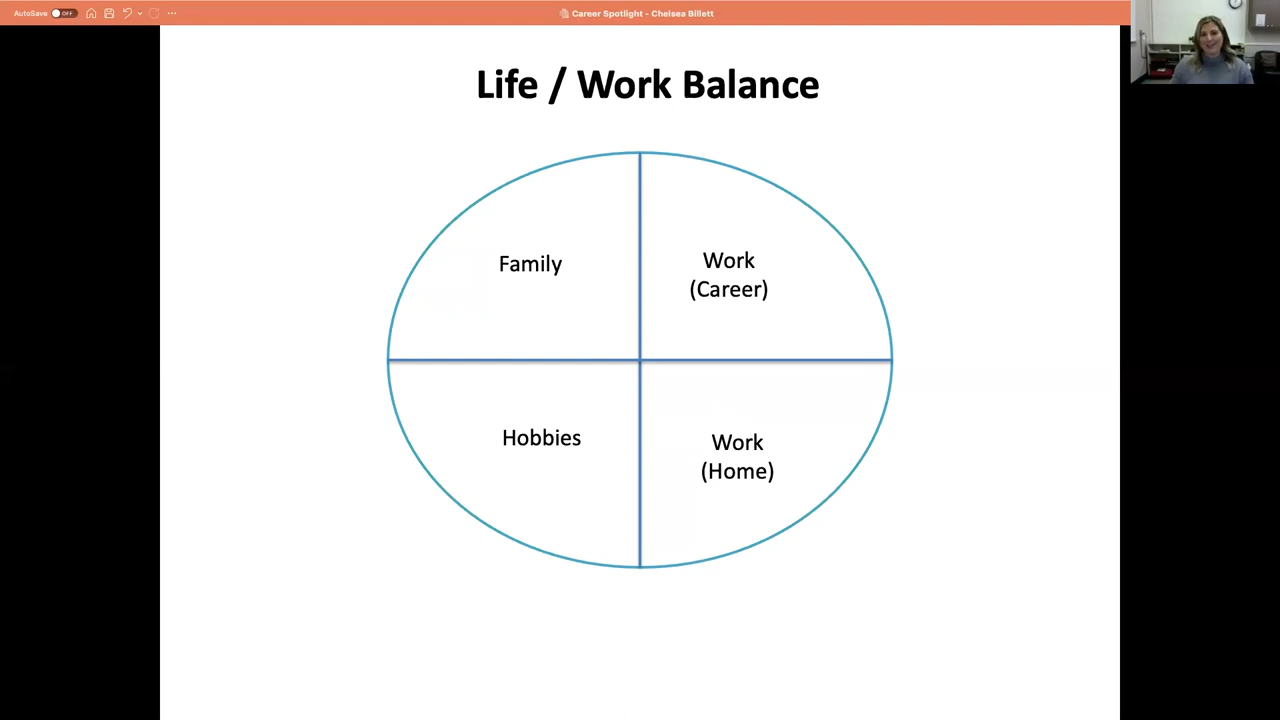 AutoSave OFF
Career Spotlight - Chelsea Billett
Life / Work Balance
Family
Work
(Career)
Hobbies
Work
(Home)